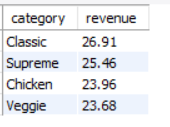 category revenue
Classic 26.91
Supreme 25.46
Chicken 23.96
Veggie 23.68